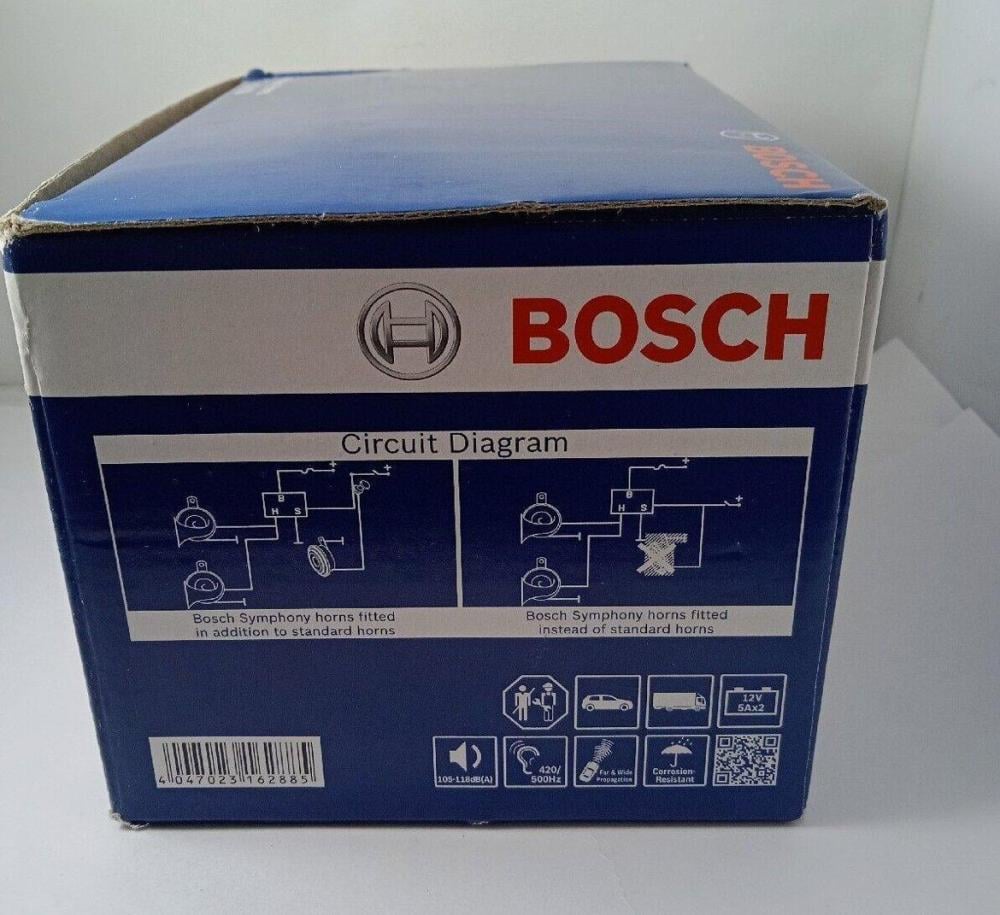 BOSCH
BOSCH
Circuit Diagram
+
+
B
H S
+
+
B
H S
Bosch Symphony horns fitted
in addition to standard horns
Bosch Symphony horns fitted
instead of standard horns
12V
5Ax2
105-118dB(A)
420/
500Hz
Far & Wide
Propagation
Corrosion-
Resistant
4 047023 162885